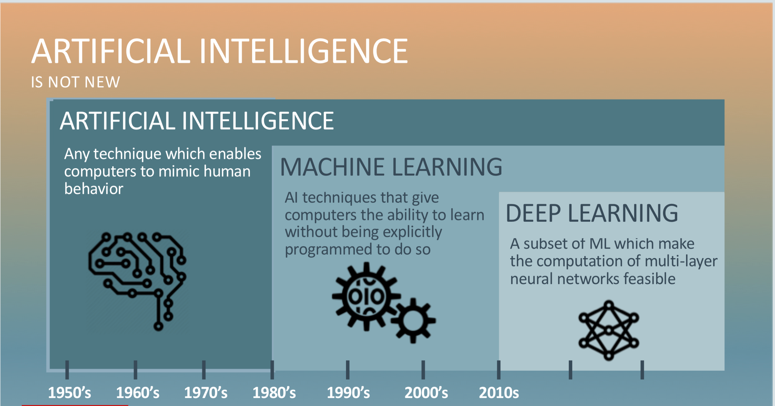 ARTIFICIAL INTELLIGENCE
IS NOT NEW
ARTIFICIAL INTELLIGENCE
Any technique which enables
computers to mimic human
behavior
MACHINE LEARNING
AI techniques that give
computers the ability to learn
without being explicitly
programmed to do so
OIO
DEEP LEARNING
A subset of ML which make
the computation of multi-layer
neural networks feasible
1950's 1960's 1970's 1980's 1990's 2000's 2010s